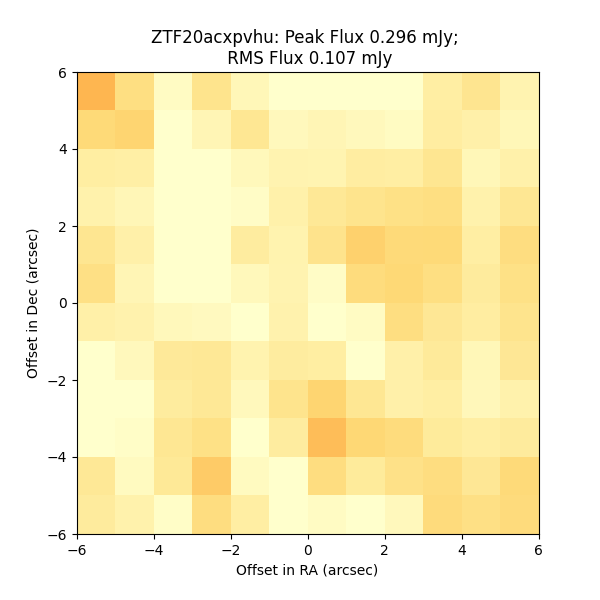 ZTF20acxpvhu: Peak Flux 0.296 mJy;
RMS Flux 0.107 mJy
6
4
2
0
−2
−4
−6
Offset in Dec (arcsec)
−6 −4 −2 0 2 4 6
Offset in RA (arcsec)